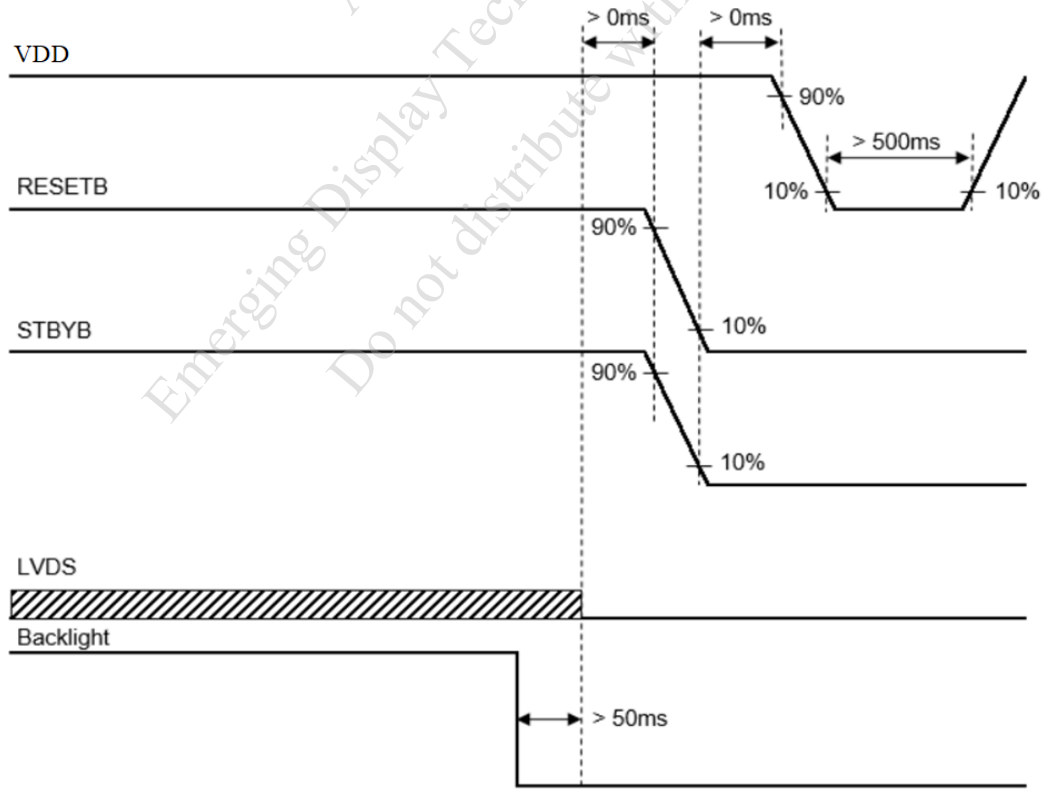 > 0ms
> 0ms
VDD
90%
> 500ms
RESETB
10%
10%
90%
STBYB
10%
90%
10%
LVDS
Backlight
> 50ms
Emerging Display Tec
Do not distribute with